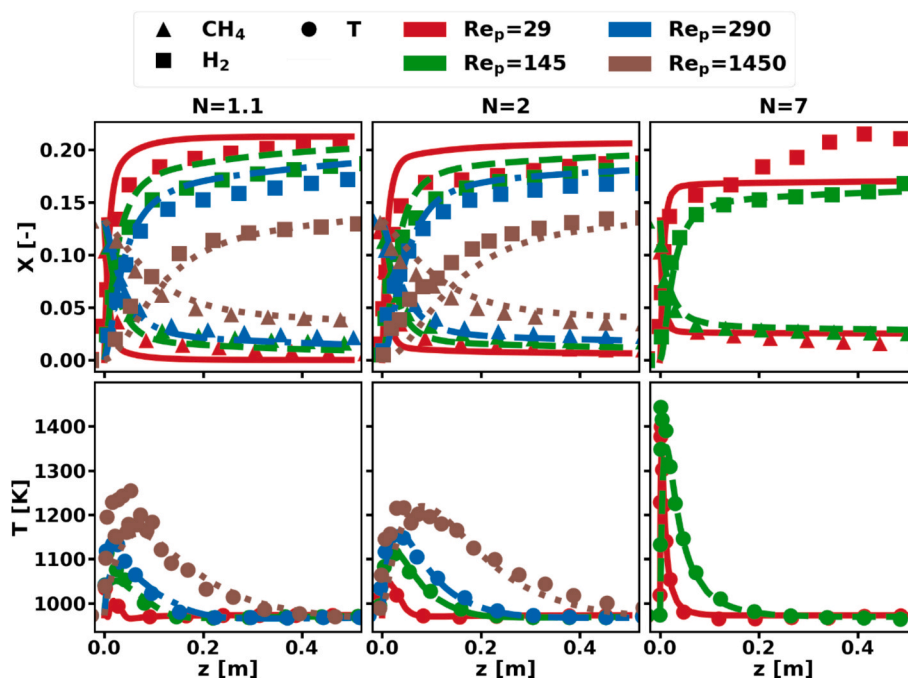 CH₄ T Reₚ=29 Reₚ=290
H₂ Reₚ=145 Reₚ=1450
N=1.1 N=2 N=7
X [-]
0.20
0.15
0.10
0.05
0.00
T [K]
1400
1300
1200
1100
1000
0.0 0.2 0.4 0.0 0.2 0.4 0.0 0.2 0.4
z [m] z [m] z [m]